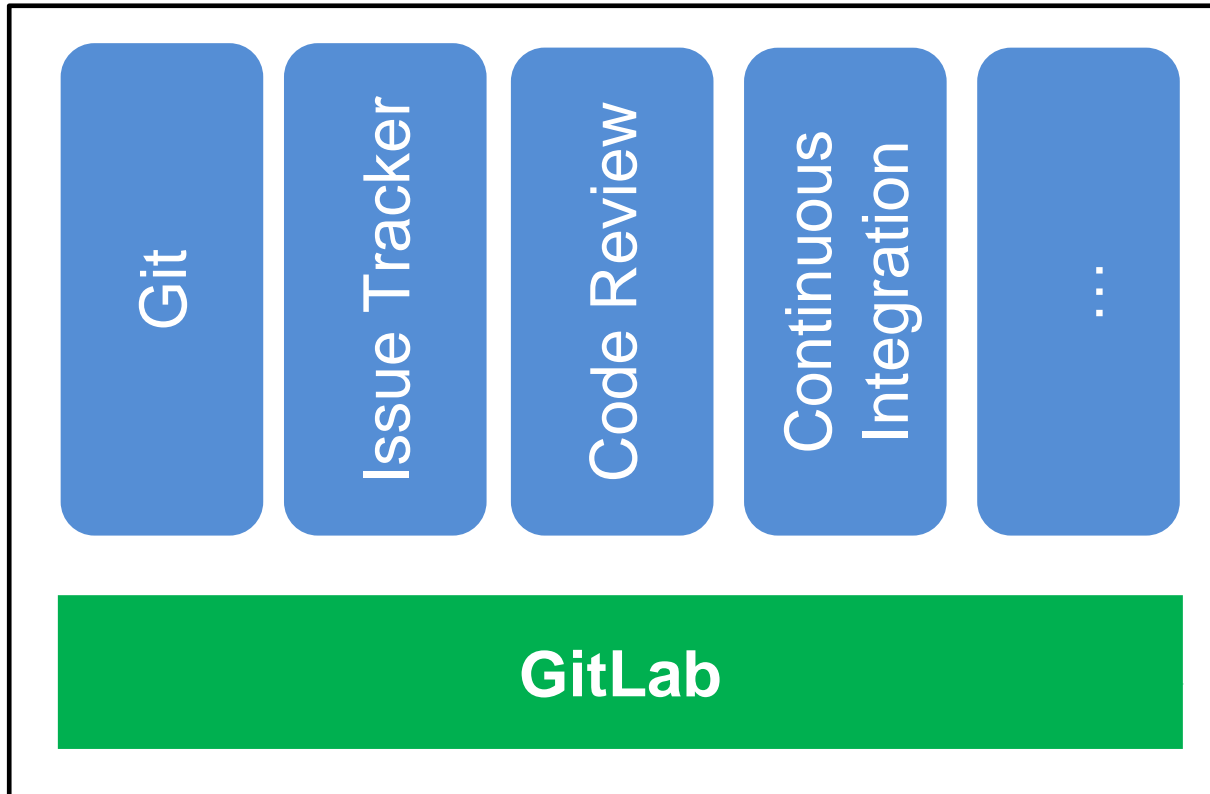 Git
Issue Tracker
Code Review
Continuous
Integration
...
GitLab